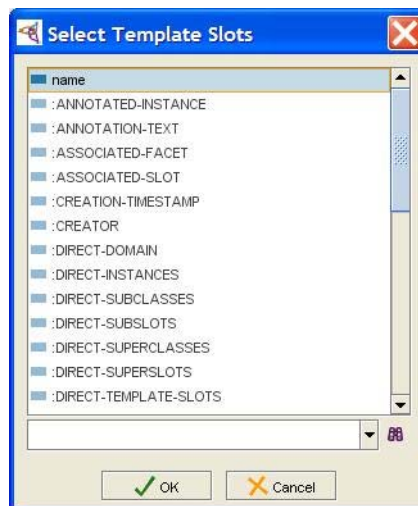 Select Template Slots
name
:ANNOTATED-INSTANCE
:ANNOTATION-TEXT
:ASSOCIATED-FACET
:ASSOCIATED-SLOT
:CREATION-TIMESTAMP
:CREATOR
:DIRECT-DOMAIN
:DIRECT-INSTANCES
:DIRECT-SUBCLASSES
:DIRECT-SUBSLOTS
:DIRECT-SUPERCLASSES
:DIRECT-SUPERSLOTS
:DIRECT-TEMPLATE-SLOTS
OK Cancel